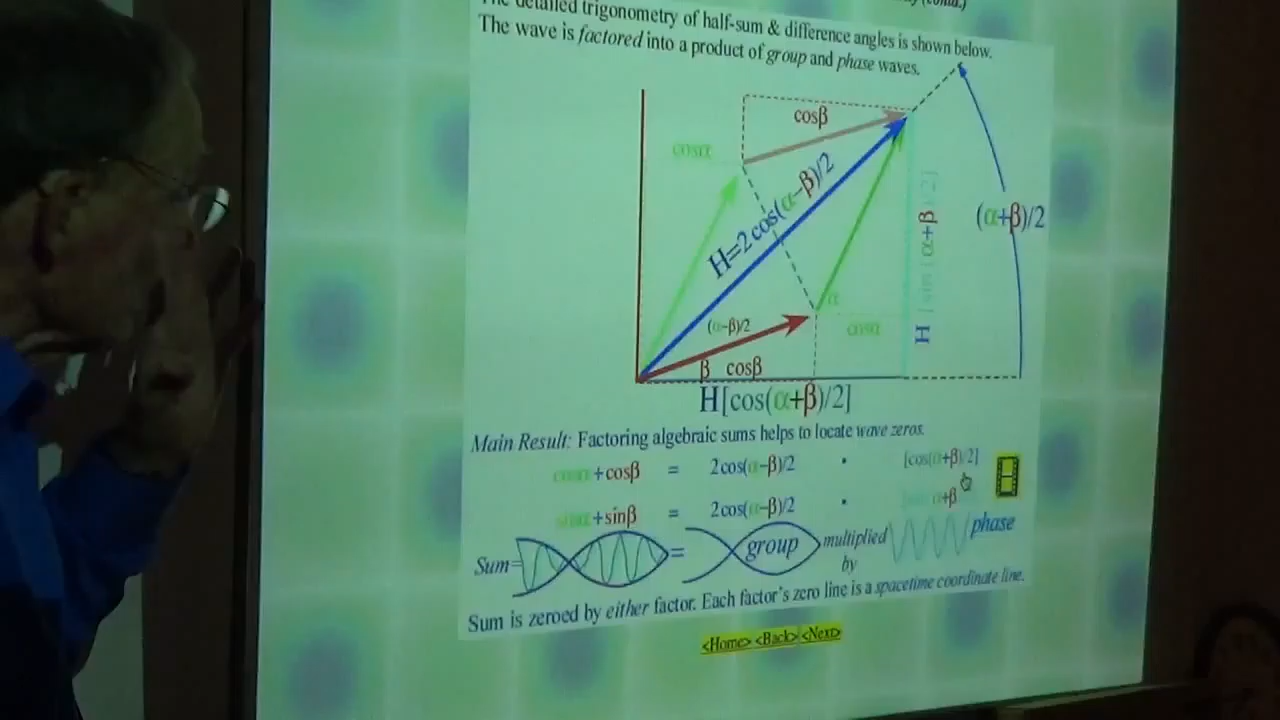 (contd.)
The detailed trigonometry of half-sum & difference angles is shown below.
The wave is factored into a product of group and phase waves.
cosβ
cosα
H=2cos(α−β)/2
H [sin(α+β)/2]
(α+β)/2
α
(α−β)/2
cosα
β cosβ
H[cos(α+β)/2]
Main Result: Factoring algebraic sums helps to locate wave zeros.
cosα+cosβ = 2cos(α−β)/2 • [cos(α+β)/2]
sinα+sinβ = 2cos(α−β)/2 • α+β
Sum= = group multiplied by phase
Sum is zeroed by either factor. Each factor's zero line is a spacetime coordinate line.
<Home> <Back> <Next>